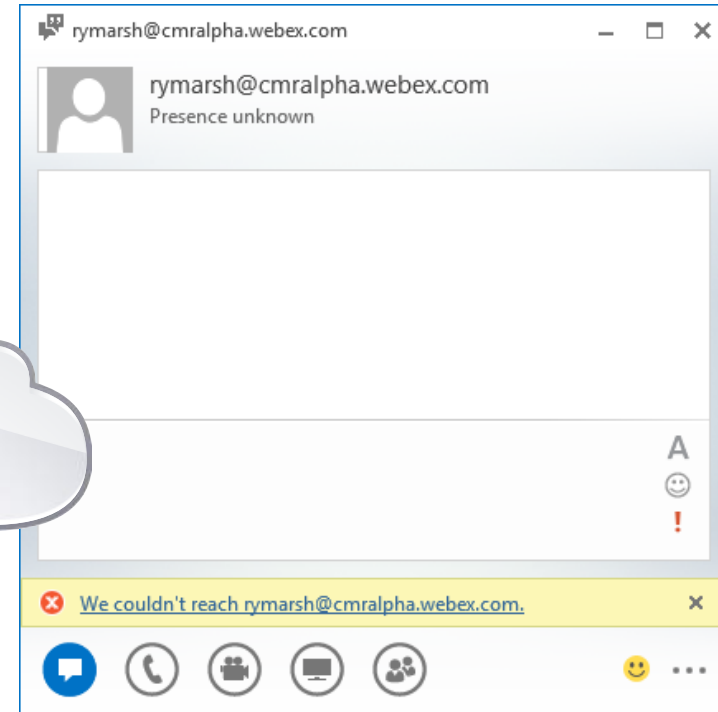 rymarsh@cmralpha.webex.com
rymarsh@cmralpha.webex.com
Presence unknown
A
!
We couldn't reach rymarsh@cmralpha.webex.com.